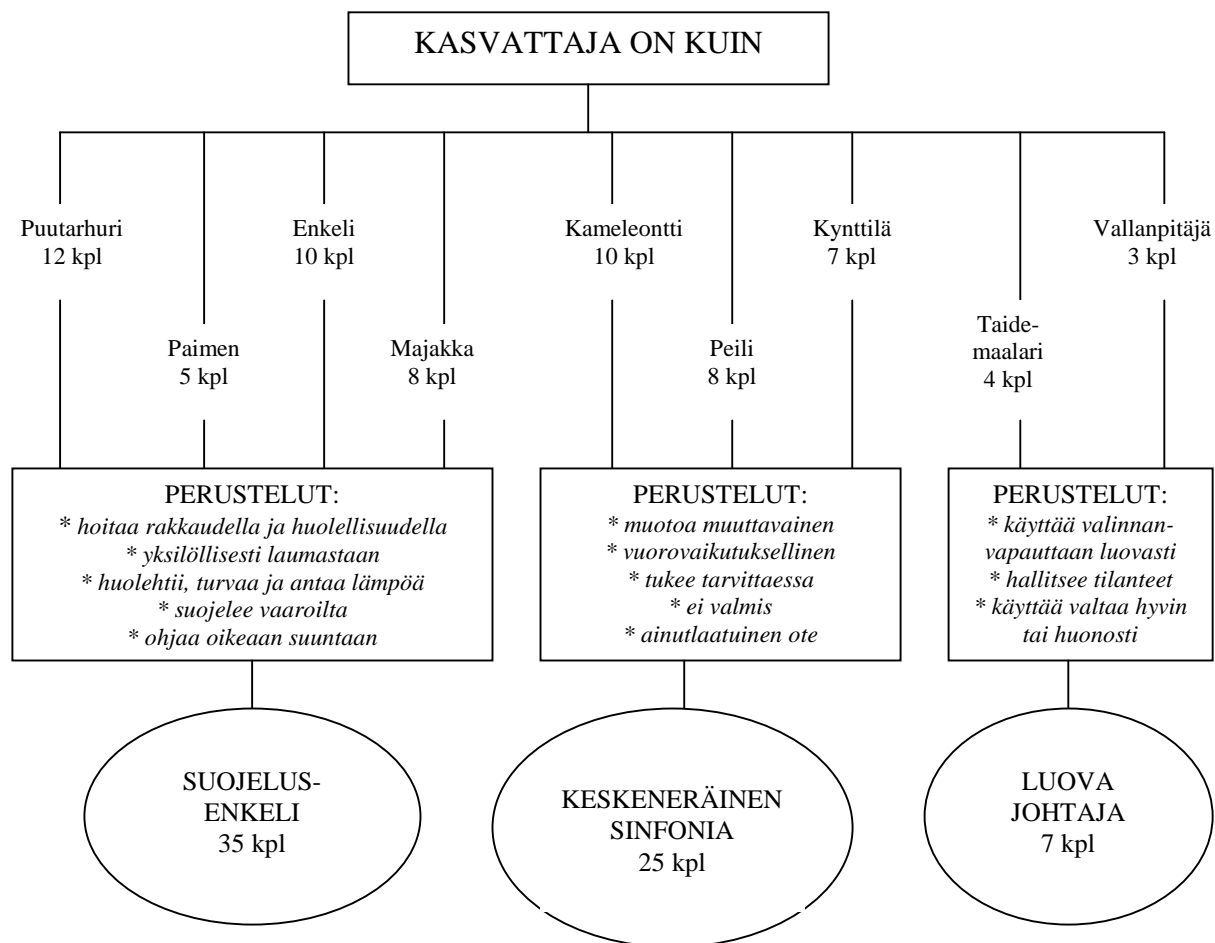 KASVATTAJA ON KUIN
Puutarhuri
12 kpl
Enkeli
10 kpl
Kameleontti
10 kpl
Kynttilä
7 kpl
Vallanpitäjä
3 kpl
Paimen
5 kpl
Majakka
8 kpl
Peili
8 kpl
Taide-
maalari
4 kpl
PERUSTELUT:
* hoitaa rakkaudella ja huolellisuudella
* yksilöllisesti laumastaan
* huolehtii, turvaa ja antaa lämpöä
* suojelee vaaroilta
* ohjaa oikeaan suuntaan
PERUSTELUT:
* muotoa muuttavainen
* vuorovaikutuksellinen
* tukee tarvittaessa
* ei valmis
* ainutlaatuinen ote
PERUSTELUT:
* käyttää valinnan-
vapauttaan luovasti
* hallitsee tilanteet
* käyttää valtaa hyvin
tai huonosti
SUOJELUS-
ENKELI
35 kpl
KESKENERÄINEN
SINFONIA
25 kpl
LUOVA
JOHTAJA
7 kpl